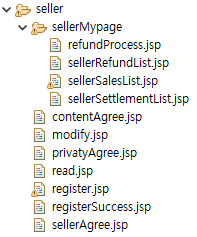 seller
sellerMypage
refundProcess.jsp
sellerRefundList.jsp
sellerSalesList.jsp
sellerSettlementList.jsp
contentAgree.jsp
modify.jsp
privatyAgree.jsp
read.jsp
register.jsp
registerSuccess.jsp
sellerAgree.jsp